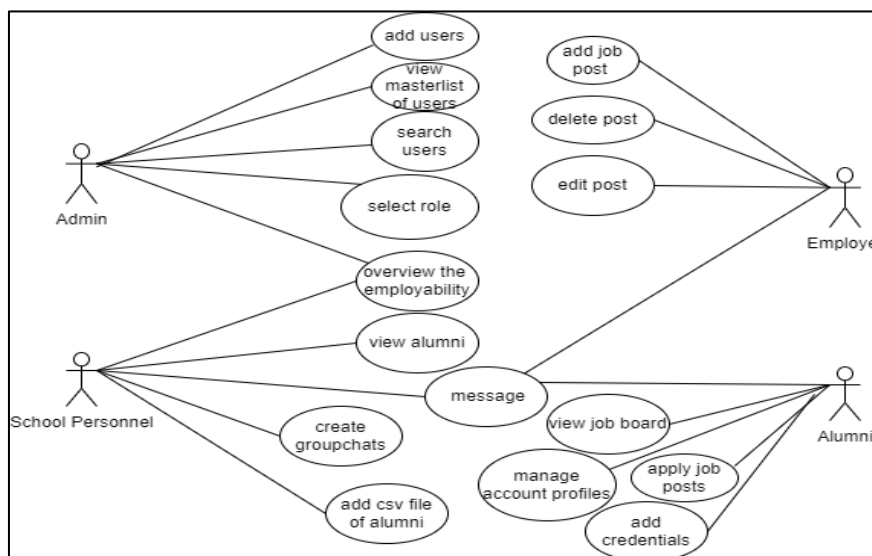 add users
view
masterlist
of users
search
users
select role
Admin
add job
post
delete post
edit post
Employe
overview the
employability
view alumni
message
School Personnel
create
groupchats
add csv file
of alumni
view job board
Alumni
manage
account profiles
apply job
posts
add
credentials